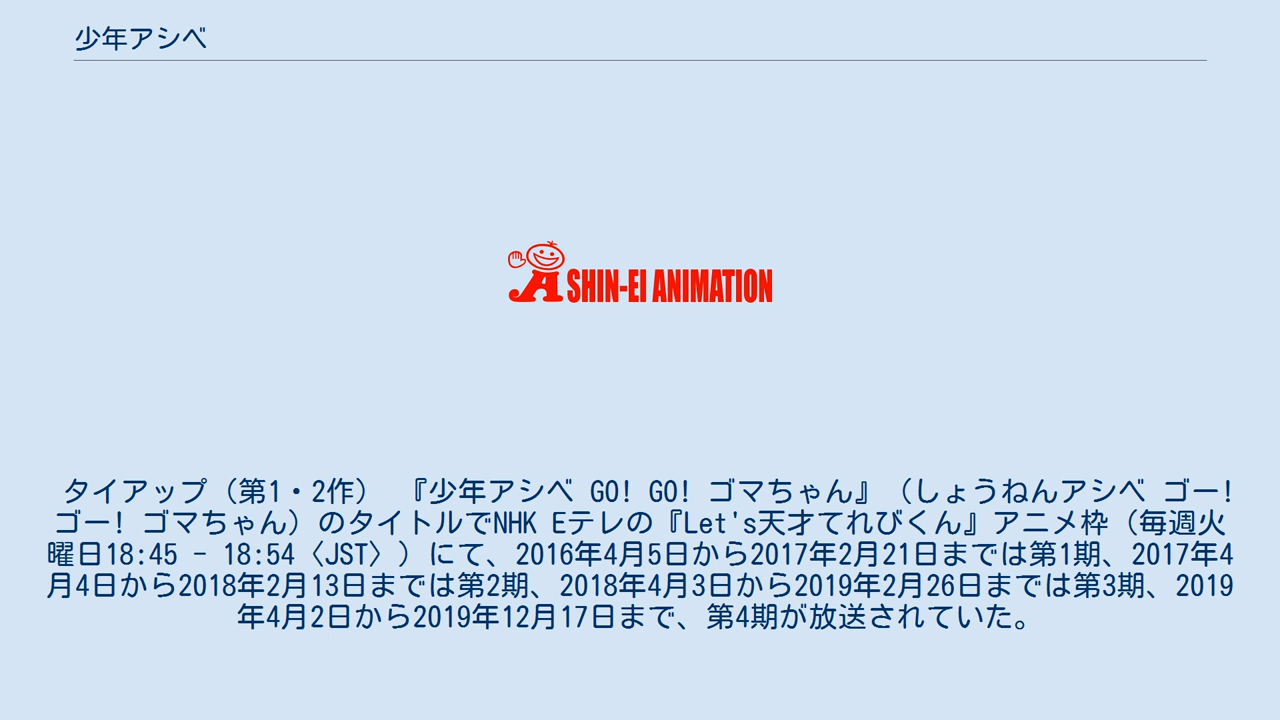 少年アシベ
SHIN-EI ANIMATION
タイアップ（第1・2作） 『少年アシベ GO! GO! ゴマちゃん』（しょうねんアシベ ゴー!
ゴー! ゴマちゃん）のタイトルでNHK Eテレの『Let's天才てれびくん』アニメ枠（毎週火
曜日18:45 - 18:54〈JST〉）にて、2016年4月5日から2017年2月21日までは第1期、2017年4
月4日から2018年2月13日までは第2期、2018年4月3日から2019年2月26日までは第3期、2019
年4月2日から2019年12月17日まで、第4期が放送されていた。